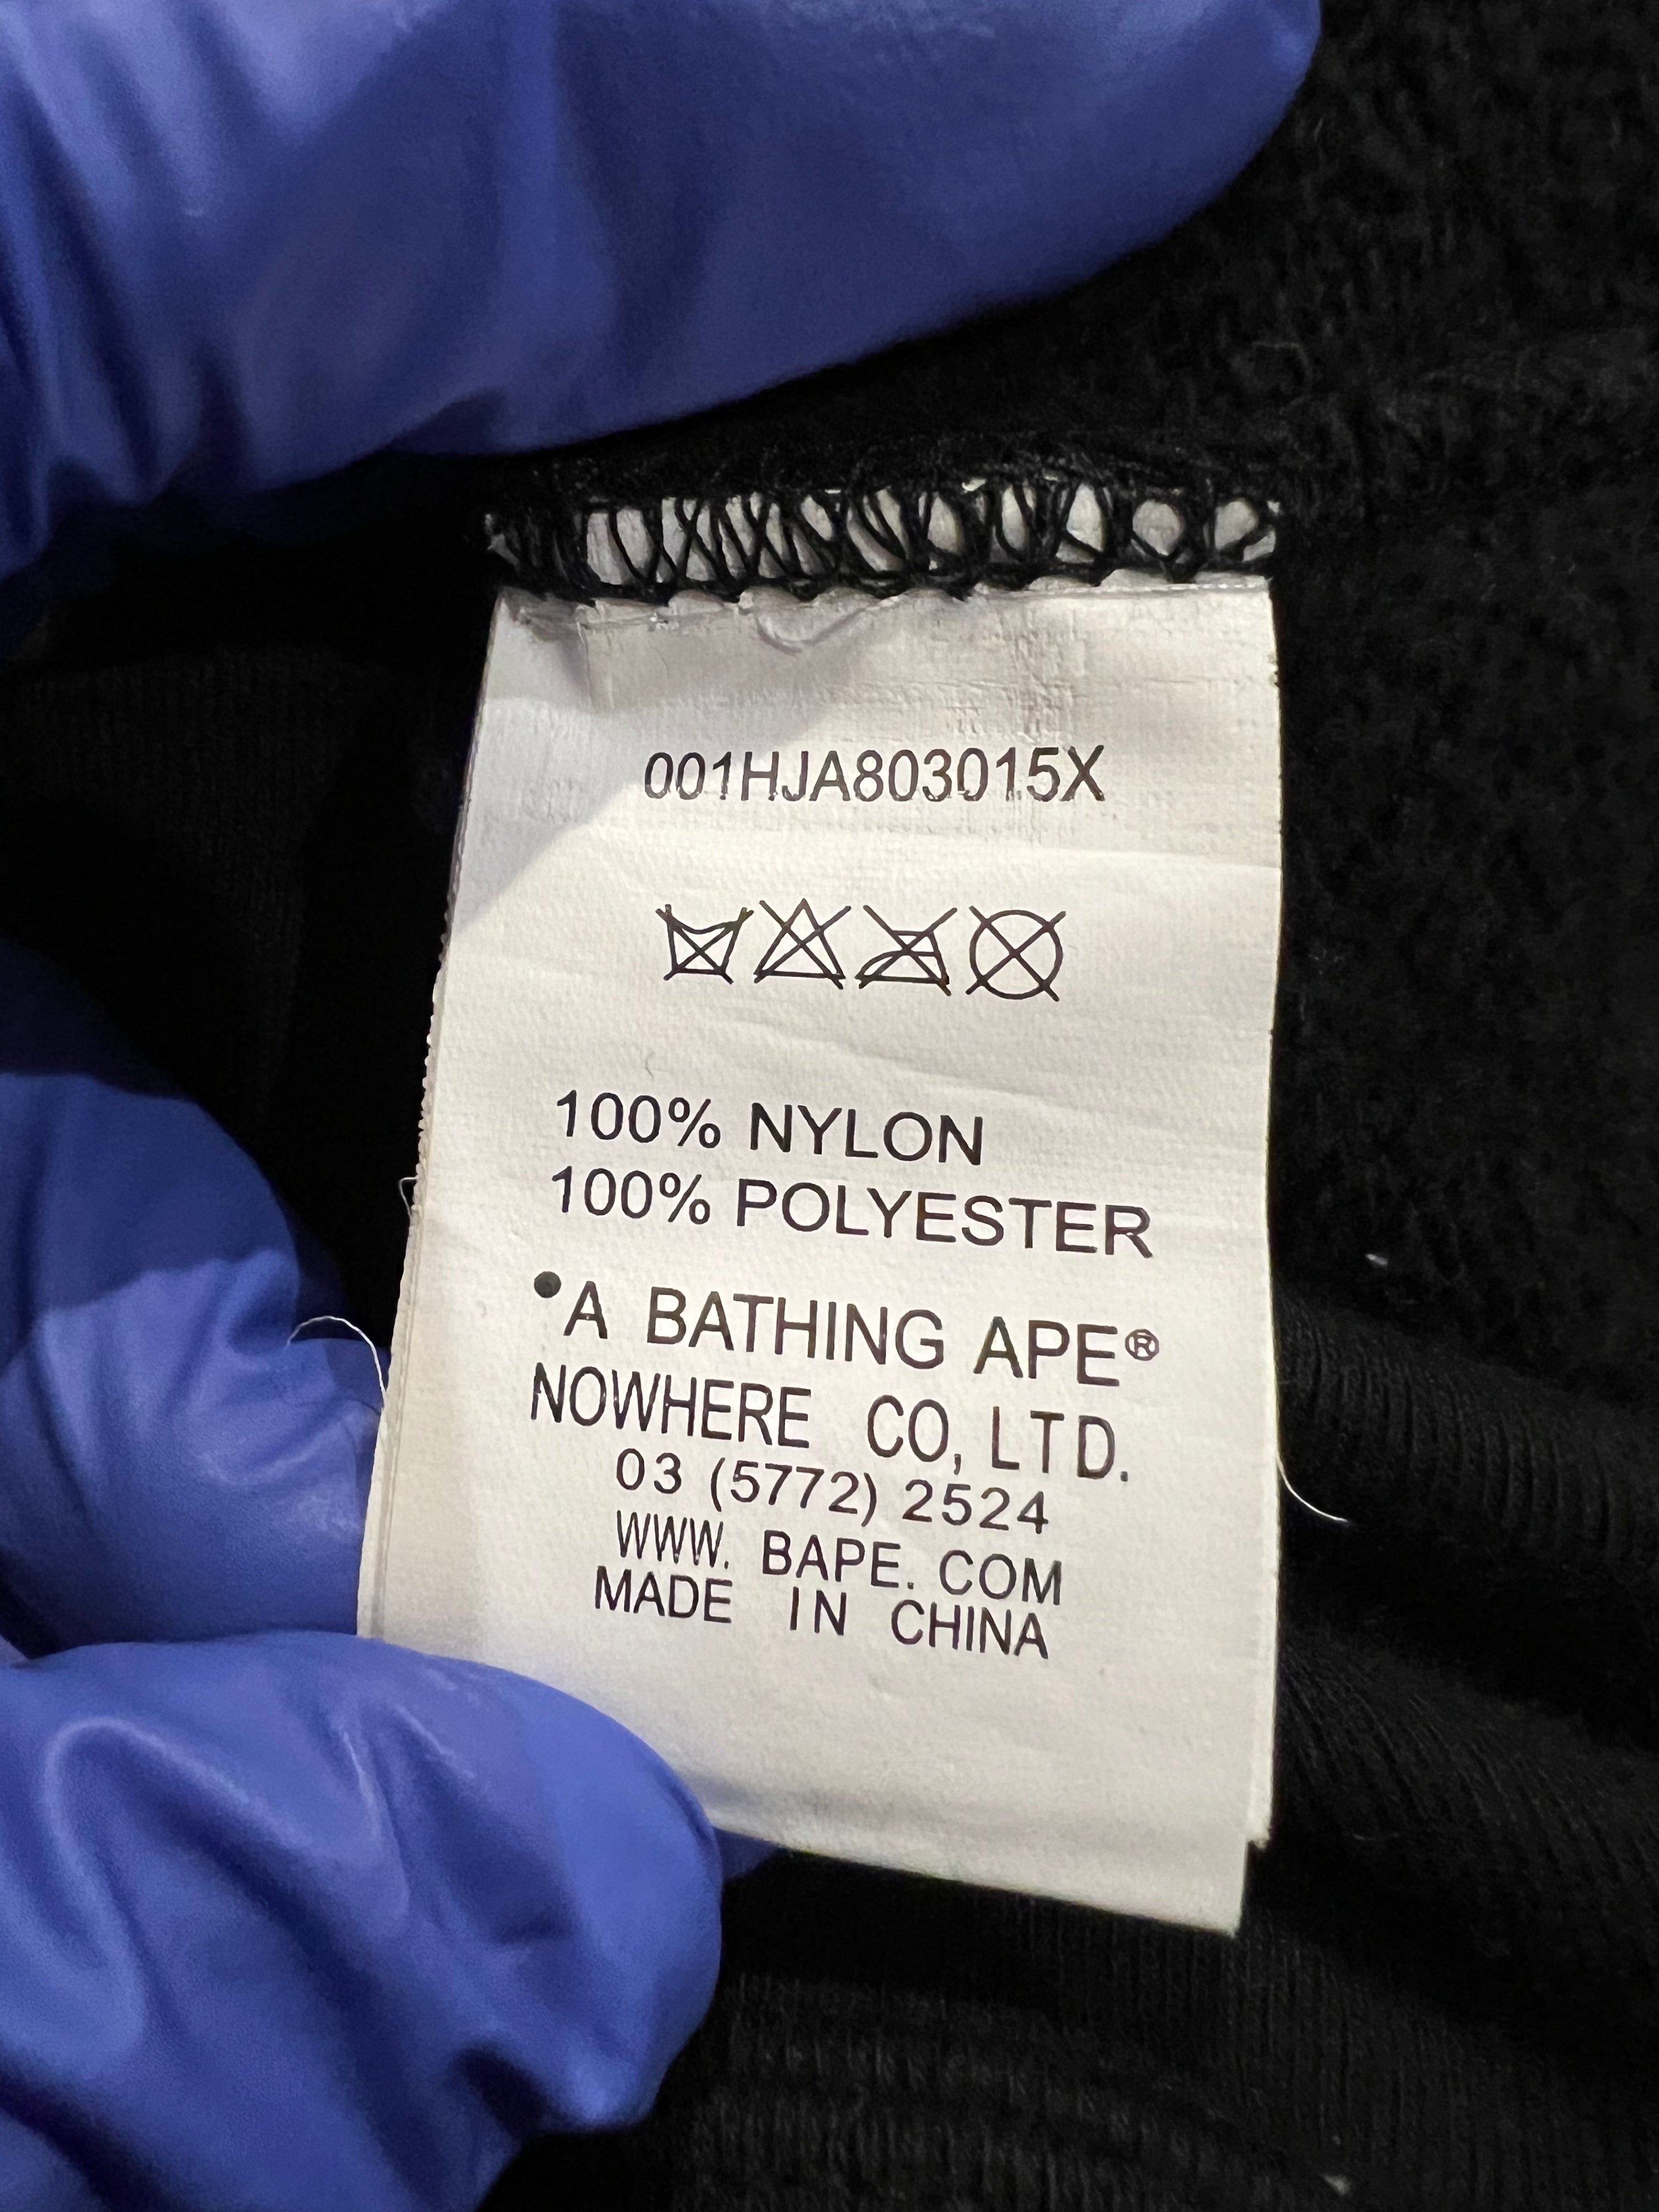 001HJA803015X
100% NYLON
100% POLYESTER
•A BATHING APE®
NOWHERE CO, LTD.
03 (5772) 2524
WWW. BAPE. COM
MADE IN CHINA